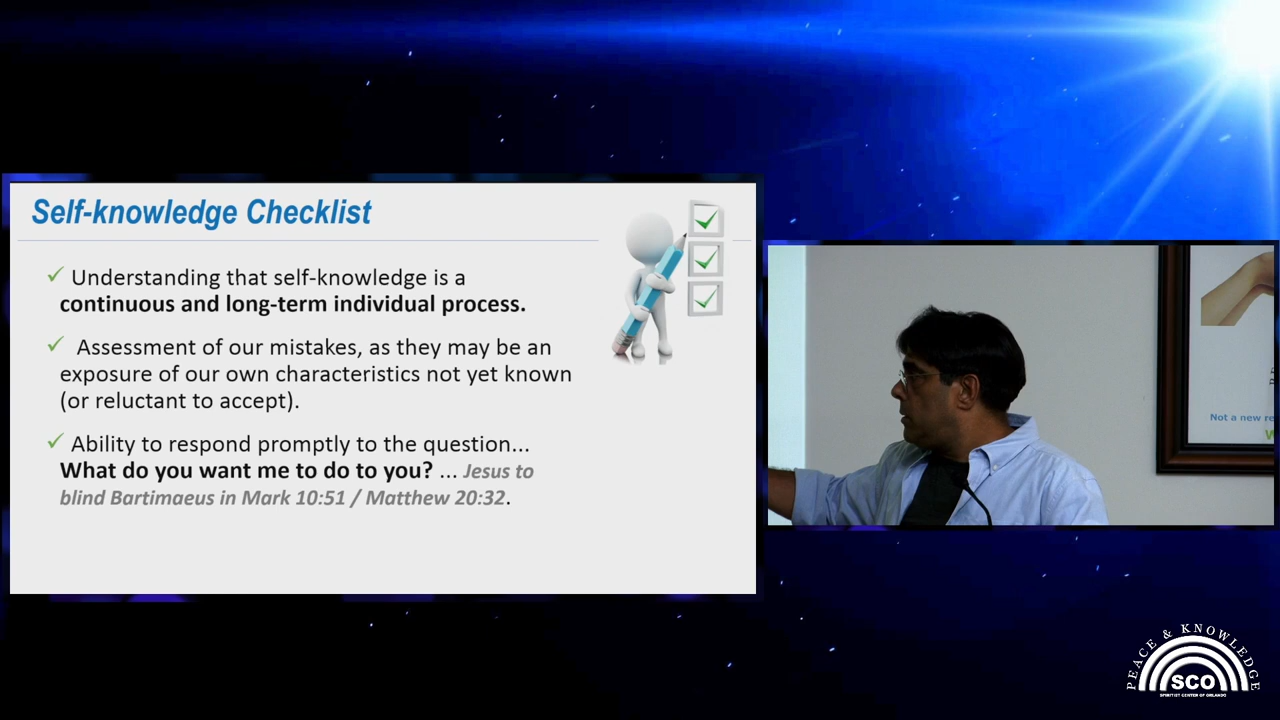 Self-knowledge Checklist
Understanding that self-knowledge is a
continuous and long-term individual process.
Assessment of our mistakes, as they may be an
exposure of our own characteristics not yet known
(or reluctant to accept).
Ability to respond promptly to the question...
What do you want me to do to you? ... Jesus to
blind Bartimaeus in Mark 10:51 / Matthew 20:32.
Not a new re
PEACE & KNOWLEDGE
SCO
SPIRITIST CENTER OF ORLANDO